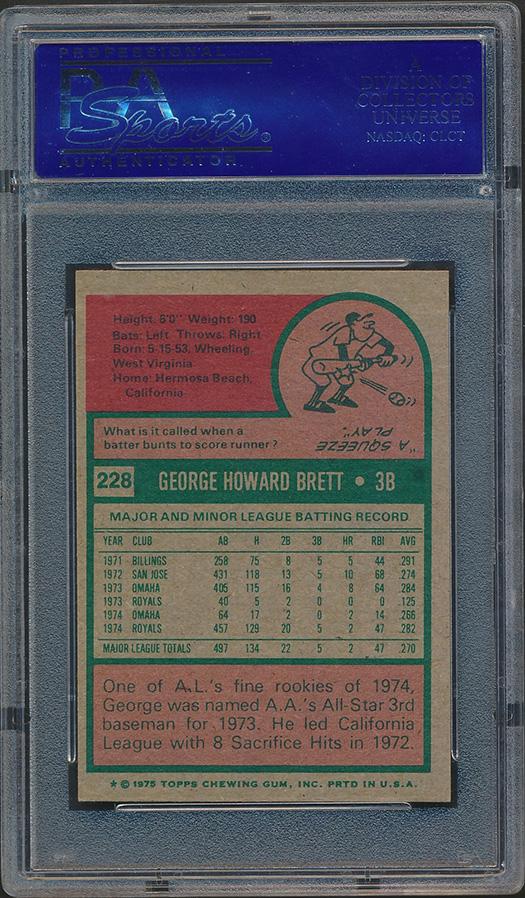 PROFESSIONAL
PSA
Sports®
AUTHENTICATOR
A
DIVISION OF
COLLECTORS
UNIVERSE
NASDAQ: CLCT
Height: 6'0" Weight: 190
Bats: Left Throws: Right
Born: 5-15-53, Wheeling,
West Virginia
Home: Hermosa Beach,
California
What is it called when a
batter bunts to score runner?
"A SQUEEZE
PLAY".
228 GEORGE HOWARD BRETT • 3B
MAJOR AND MINOR LEAGUE BATTING RECORD
YEAR CLUB AB H 2B 3B HR RBI AVG
1971 BILLINGS 258 75 8 5 5 44 .291
1972 SAN JOSE 431 118 13 5 10 68 .274
1973 OMAHA 405 115 16 4 8 64 .284
1973 ROYALS 40 5 2 0 0 0 .125
1974 OMAHA 64 17 2 0 2 14 .266
1974 ROYALS 457 129 20 5 2 47 .282
MAJOR LEAGUE TOTALS 497 134 22 5 2 47 .270
One of A.L.'s fine rookies of 1974,
George was named A.A.'s All-Star 3rd
baseman for 1973. He led California
League with 8 Sacrifice Hits in 1972.
* © 1975 TOPPS CHEWING GUM, INC. PRTD IN U.S.A.